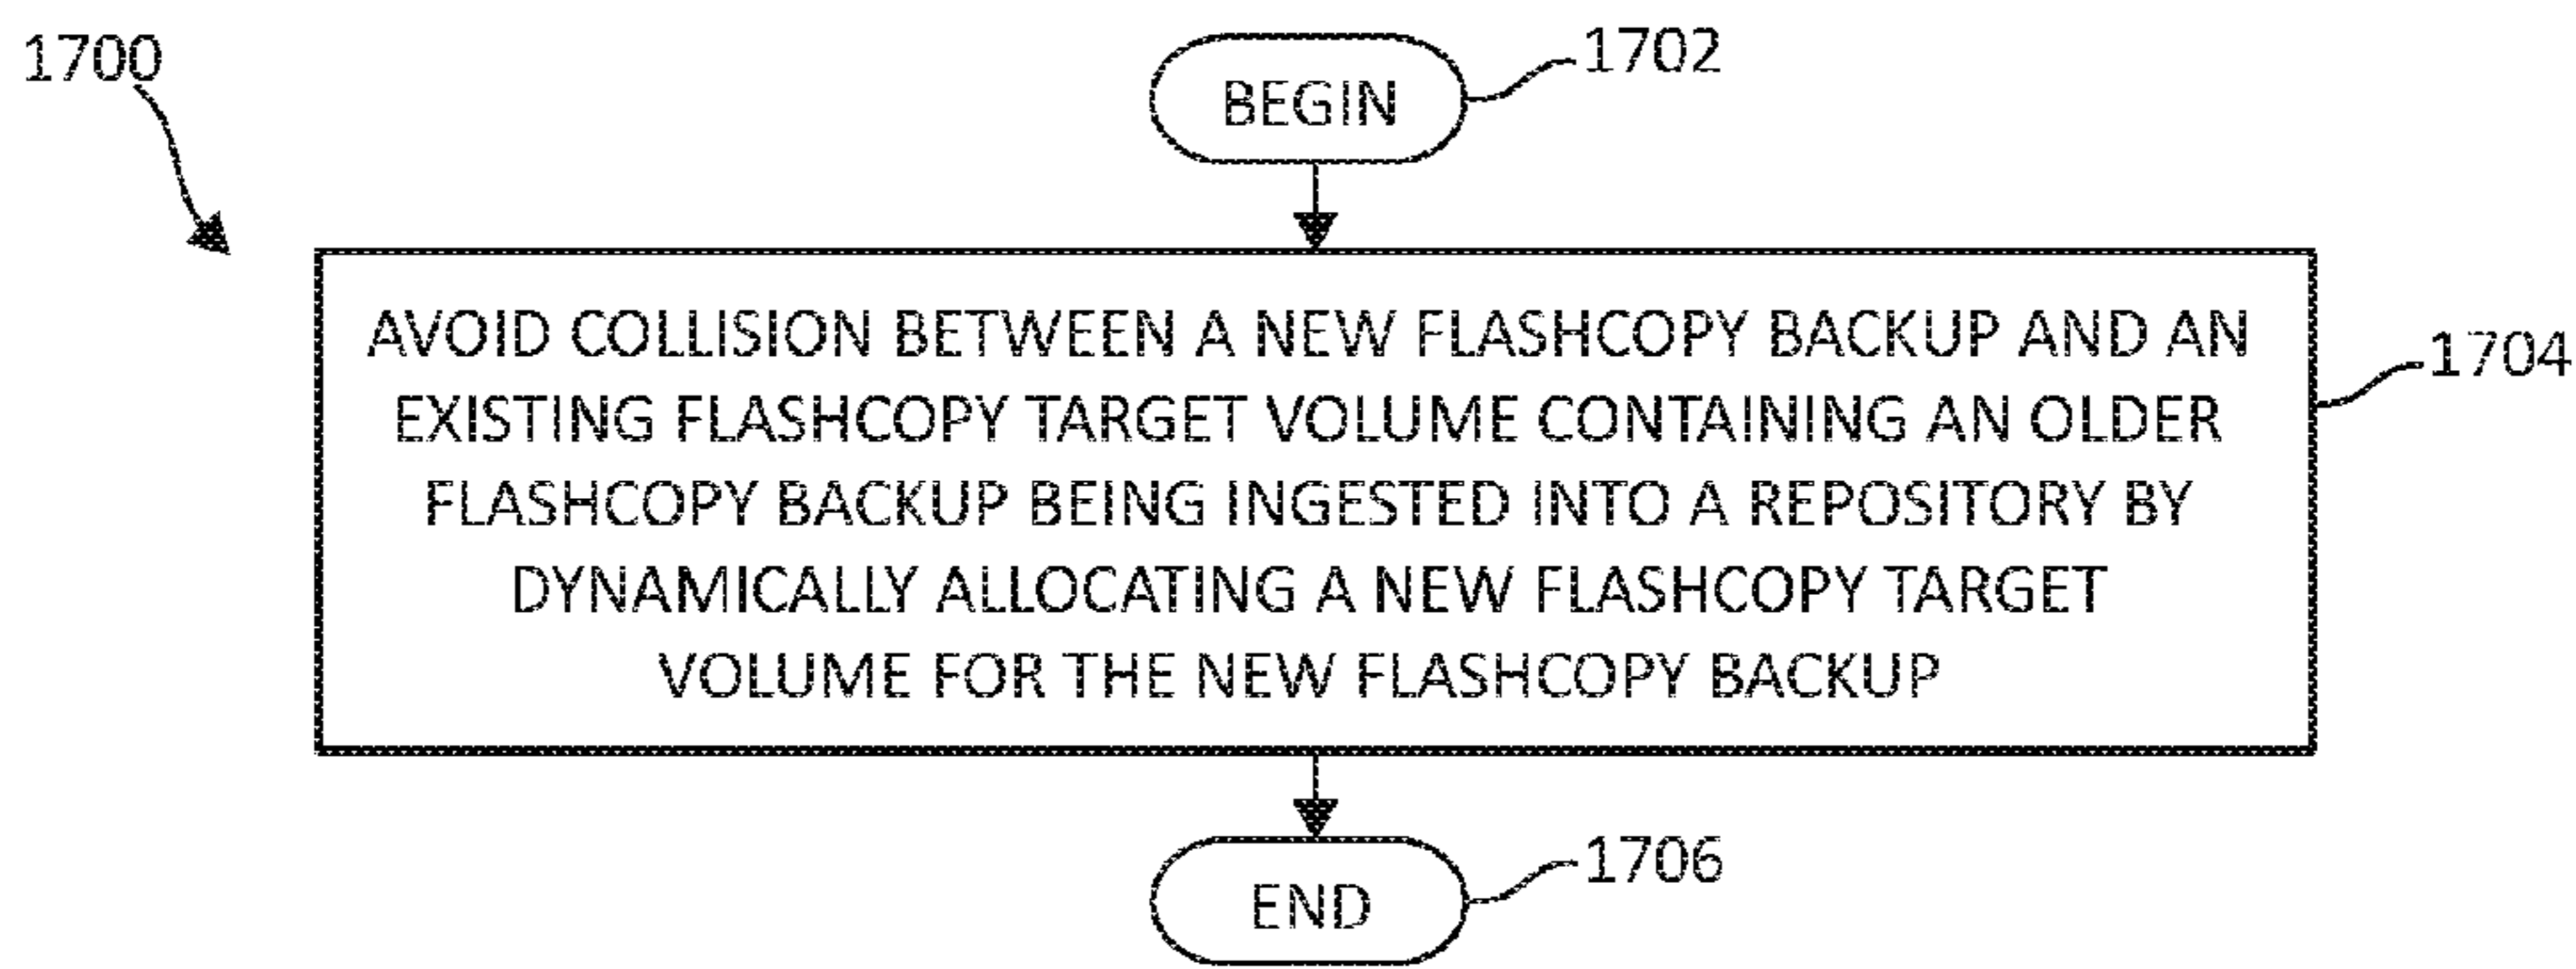 1700
BEGIN
1702
AVOID COLLISION BETWEEN A NEW FLASHCOPY BACKUP AND AN
EXISTING FLASHCOPY TARGET VOLUME CONTAINING AN OLDER
FLASHCOPY BACKUP BEING INGESTED INTO A REPOSITORY BY
DYNAMICALLY ALLOCATING A NEW FLASHCOPY TARGET
VOLUME FOR THE NEW FLASHCOPY BACKUP
1704
END
1706